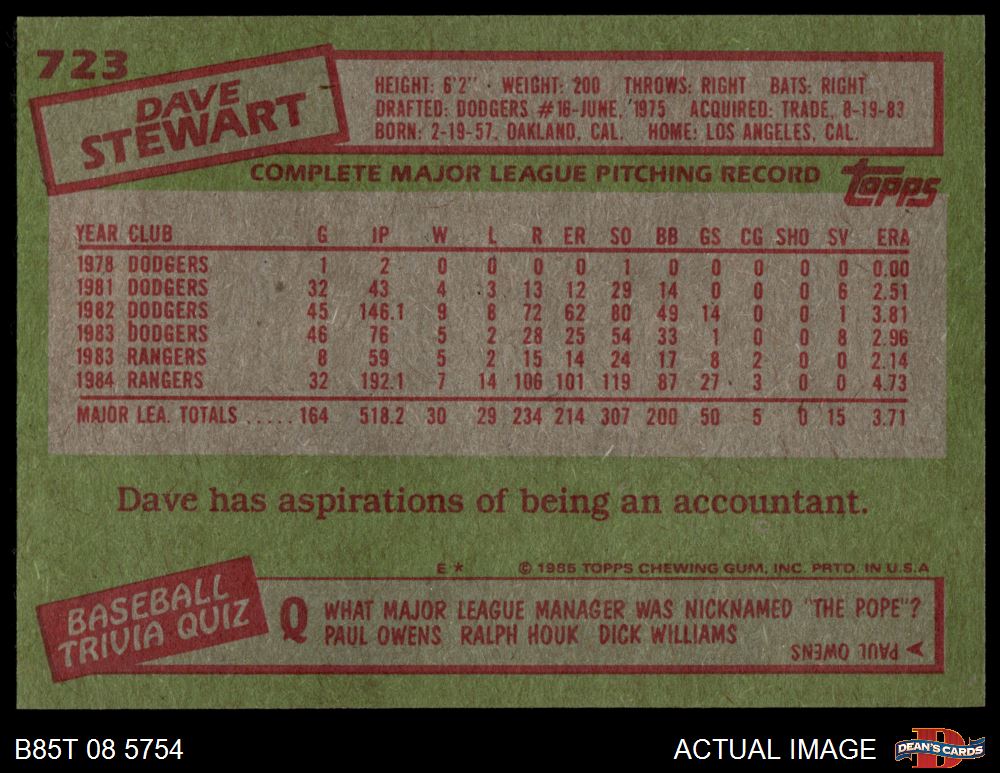 723
DAVE
STEWART
HEIGHT: 6'2" · WEIGHT: 200 THROWS: RIGHT BATS: RIGHT
DRAFTED: DODGERS #16-JUNE, '1975 ACQUIRED: TRADE, 8-19-83
BORN: 2-19-57, OAKLAND, CAL. HOME: LOS ANGELES, CAL.
COMPLETE MAJOR LEAGUE PITCHING RECORD
topps
YEAR CLUB G IP W L R ER SO BB GS CG SHO SV ERA
1978 DODGERS 1 2 0 0 0 0 1 0 0 0 0 0 0.00
1981 DODGERS 32 43 4 3 13 12 29 14 0 0 0 6 2.51
1982 DODGERS 45 146.1 9 8 72 62 80 49 14 0 0 1 3.81
1983 DODGERS 46 76 5 2 28 25 54 33 1 0 0 8 2.96
1983 RANGERS 8 59 5 2 15 14 24 17 8 2 0 0 2.14
1984 RANGERS 32 192.1 7 14 106 101 119 87 27 3 0 0 4.73
MAJOR LEA. TOTALS ..... 164 518.2 30 29 234 214 307 200 50 5 0 15 3.71
Dave has aspirations of being an accountant.
E * © 1985 TOPPS CHEWING GUM, INC. PRTD. IN U.S.A
BASEBALL
TRIVIA QUIZ
Q WHAT MAJOR LEAGUE MANAGER WAS NICKNAMED "THE POPE"?
PAUL OWENS RALPH HOUK DICK WILLIAMS
PAUL OWENS
B85T 08 5754
ACTUAL IMAGE
D
DEAN'S CARDS